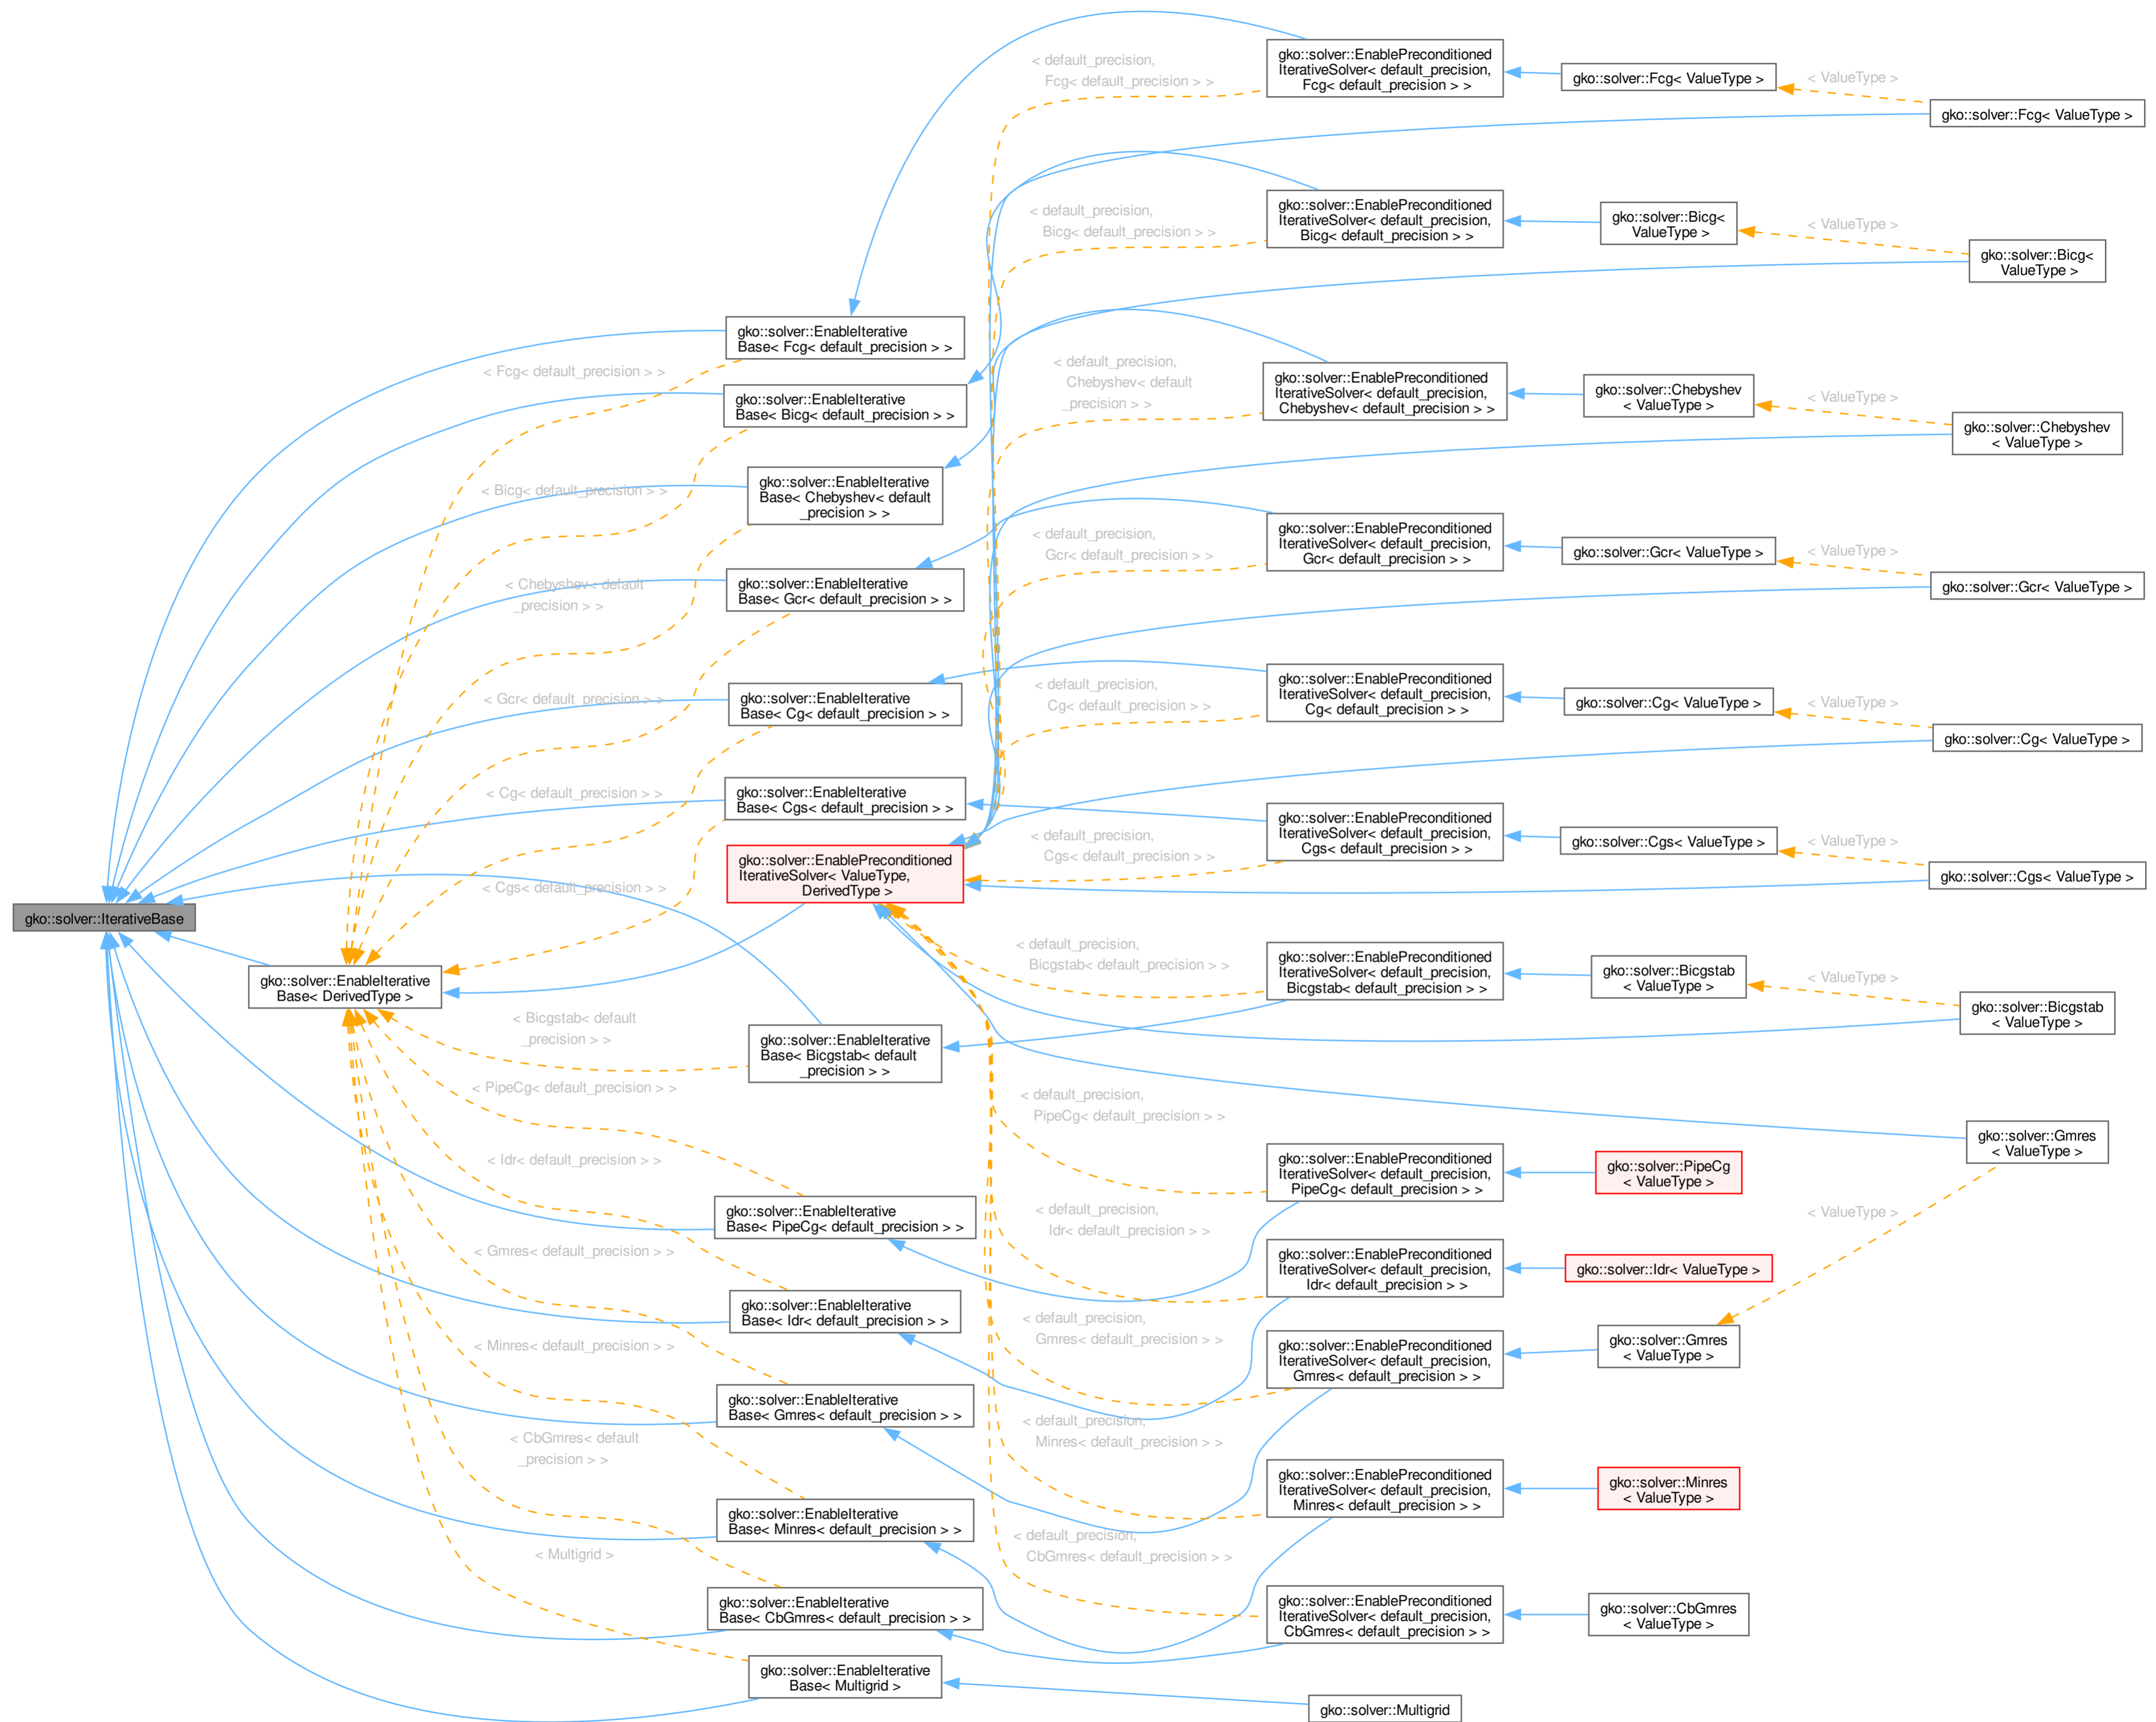 gko::solver::IterativeBase
gko::solver::EnableIterative
Base< DerivedType >
< Fcg< default_precision > >
< Bicg< default_precision > >
< Chebyshev< default
_precision > >
< Gcr< default_precision > >
< Cg< default_precision > >
< Cgs< default_precision > >
< Bicgstab< default
_precision > >
< PipeCg< default_precision > >
< Idr< default_precision > >
< Gmres< default_precision > >
< Minres< default_precision > >
< CbGmres< default
_precision > >
< Multigrid >
gko::solver::EnableIterative
Base< Fcg< default_precision > >
gko::solver::EnableIterative
Base< Bicg< default_precision > >
gko::solver::EnableIterative
Base< Chebyshev< default
_precision > >
gko::solver::EnableIterative
Base< Gcr< default_precision > >
gko::solver::EnableIterative
Base< Cg< default_precision > >
gko::solver::EnableIterative
Base< Cgs< default_precision > >
gko::solver::EnablePreconditioned
IterativeSolver< ValueType,
DerivedType >
gko::solver::EnableIterative
Base< Bicgstab< default
_precision > >
gko::solver::EnableIterative
Base< PipeCg< default_precision > >
gko::solver::EnableIterative
Base< Idr< default_precision > >
gko::solver::EnableIterative
Base< Gmres< default_precision > >
gko::solver::EnableIterative
Base< Minres< default_precision > >
gko::solver::EnableIterative
Base< CbGmres< default_precision > >
gko::solver::EnableIterative
Base< Multigrid >
< default_precision,
Fcg< default_precision > >
< default_precision,
Bicg< default_precision > >
< default_precision,
Chebyshev< default
_precision > >
< default_precision,
Gcr< default_precision > >
< default_precision,
Cg< default_precision > >
< default_precision,
Cgs< default_precision > >
< default_precision,
Bicgstab< default_precision > >
< default_precision,
PipeCg< default_precision > >
< default_precision,
Idr< default_precision > >
< default_precision,
Gmres< default_precision > >
< default_precision,
Minres< default_precision > >
< default_precision,
CbGmres< default_precision > >
gko::solver::EnablePreconditioned
IterativeSolver< default_precision,
Fcg< default_precision > >
gko::solver::EnablePreconditioned
IterativeSolver< default_precision,
Bicg< default_precision > >
gko::solver::EnablePreconditioned
IterativeSolver< default_precision,
Chebyshev< default_precision > >
gko::solver::EnablePreconditioned
IterativeSolver< default_precision,
Gcr< default_precision > >
gko::solver::EnablePreconditioned
IterativeSolver< default_precision,
Cg< default_precision > >
gko::solver::EnablePreconditioned
IterativeSolver< default_precision,
Cgs< default_precision > >
gko::solver::EnablePreconditioned
IterativeSolver< default_precision,
Bicgstab< default_precision > >
gko::solver::EnablePreconditioned
IterativeSolver< default_precision,
PipeCg< default_precision > >
gko::solver::EnablePreconditioned
IterativeSolver< default_precision,
Idr< default_precision > >
gko::solver::EnablePreconditioned
IterativeSolver< default_precision,
Gmres< default_precision > >
gko::solver::EnablePreconditioned
IterativeSolver< default_precision,
Minres< default_precision > >
gko::solver::EnablePreconditioned
IterativeSolver< default_precision,
CbGmres< default_precision > >
gko::solver::Multigrid
gko::solver::Fcg< ValueType >
gko::solver::Bicg<
ValueType >
gko::solver::Chebyshev
< ValueType >
gko::solver::Gcr< ValueType >
gko::solver::Cg< ValueType >
gko::solver::Cgs< ValueType >
gko::solver::Bicgstab
< ValueType >
gko::solver::PipeCg
< ValueType >
gko::solver::Idr< ValueType >
gko::solver::Gmres
< ValueType >
gko::solver::Minres
< ValueType >
gko::solver::CbGmres
< ValueType >
< ValueType >
< ValueType >
< ValueType >
< ValueType >
< ValueType >
< ValueType >
< ValueType >
< ValueType >
gko::solver::Fcg< ValueType >
gko::solver::Bicg<
ValueType >
gko::solver::Chebyshev
< ValueType >
gko::solver::Gcr< ValueType >
gko::solver::Cg< ValueType >
gko::solver::Cgs< ValueType >
gko::solver::Bicgstab
< ValueType >
gko::solver::Gmres
< ValueType >